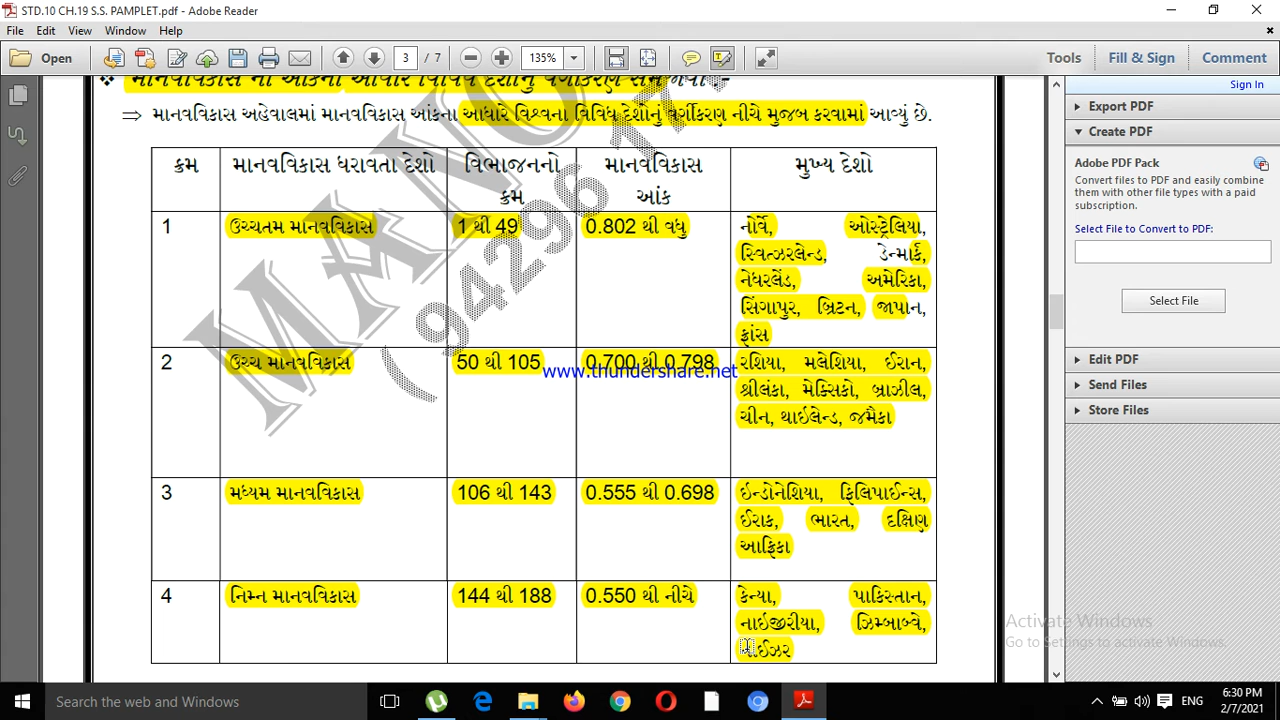 STD.10 CH.19 S.S. PAMPLET.pdf - Adobe Reader
File Edit View Window Help
Open 3 / 7 135% Tools Fill & Sign Comment
Sign In
Export PDF
Create PDF
Adobe PDF Pack
Convert files to PDF and easily combine
them with other file types with a paid
subscription.
Select File to Convert to PDF:
Select File
Edit PDF
Send Files
Store Files
⇒ માનવવિકાસ અહેવાલમાં માનવવિકાસ આંકના આધારે વિશ્વના વિવિધ દેશોનું વર્ગીકરણ નીચે મુજબ કરવામાં આવ્યું છે.
ક્રમ માનવવિકાસ ધરાવતા દેશો વિભાજનનો માનવવિકાસ મુખ્ય દેશો
ક્રમ આંક
1 ઉચ્ચતમ માનવવિકાસ 1 થી 49 0.802 થી વધુ નોર્વે, ઓસ્ટ્રેલિયા,
સ્વિત્ઝરલેન્ડ, ડેન્માર્ક,
નેધરલેંડ, અમેરિકા,
સિંગાપુર, બ્રિટન, જાપાન,
ફ્રાંસ
2 ઉચ્ચ માનવવિકાસ 50 થી 105 0.700 થી 0.798 રશિયા, મલેશિયા, ઈરાન,
www.thundershare.net
શ્રીલંકા, મેક્સિકો, બ્રાઝીલ,
ચીન, થાઇલેન્ડ, જમૈકા
3 મધ્યમ માનવવિકાસ 106 થી 143 0.555 થી 0.698 ઇન્ડોનેશિયા, ફિલિપાઈન્સ,
ઈરાક, ભારત, દક્ષિણ
આફ્રિકા
4 નિમ્ન માનવવિકાસ 144 થી 188 0.550 થી નીચે કેન્યા, પાકિસ્તાન,
નાઇજીરીયા, ઝિમ્બાબ્વે,
Activate Windows
Go to Settings to activate Windows.
Search the web and Windows
ENG
6:30 PM
2/7/2021